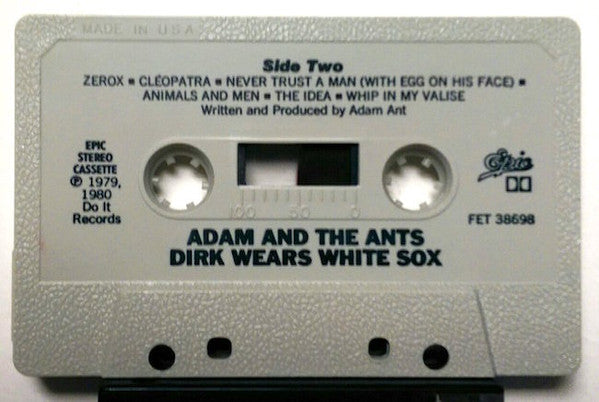 MADE IN U.S.A
Side Two
ZEROX ▪ CLEOPATRA ▪ NEVER TRUST A MAN (WITH EGG ON HIS FACE) ▪
ANIMALS AND MEN ▪ THE IDEA ▪ WHIP IN MY VALISE
Written and Produced by Adam Ant
EPIC
STEREO
CASSETTE
℗ 1979,
1980
Do It
Records
Epic
FET 38698
100 50 0
ADAM AND THE ANTS
DIRK WEARS WHITE SOX